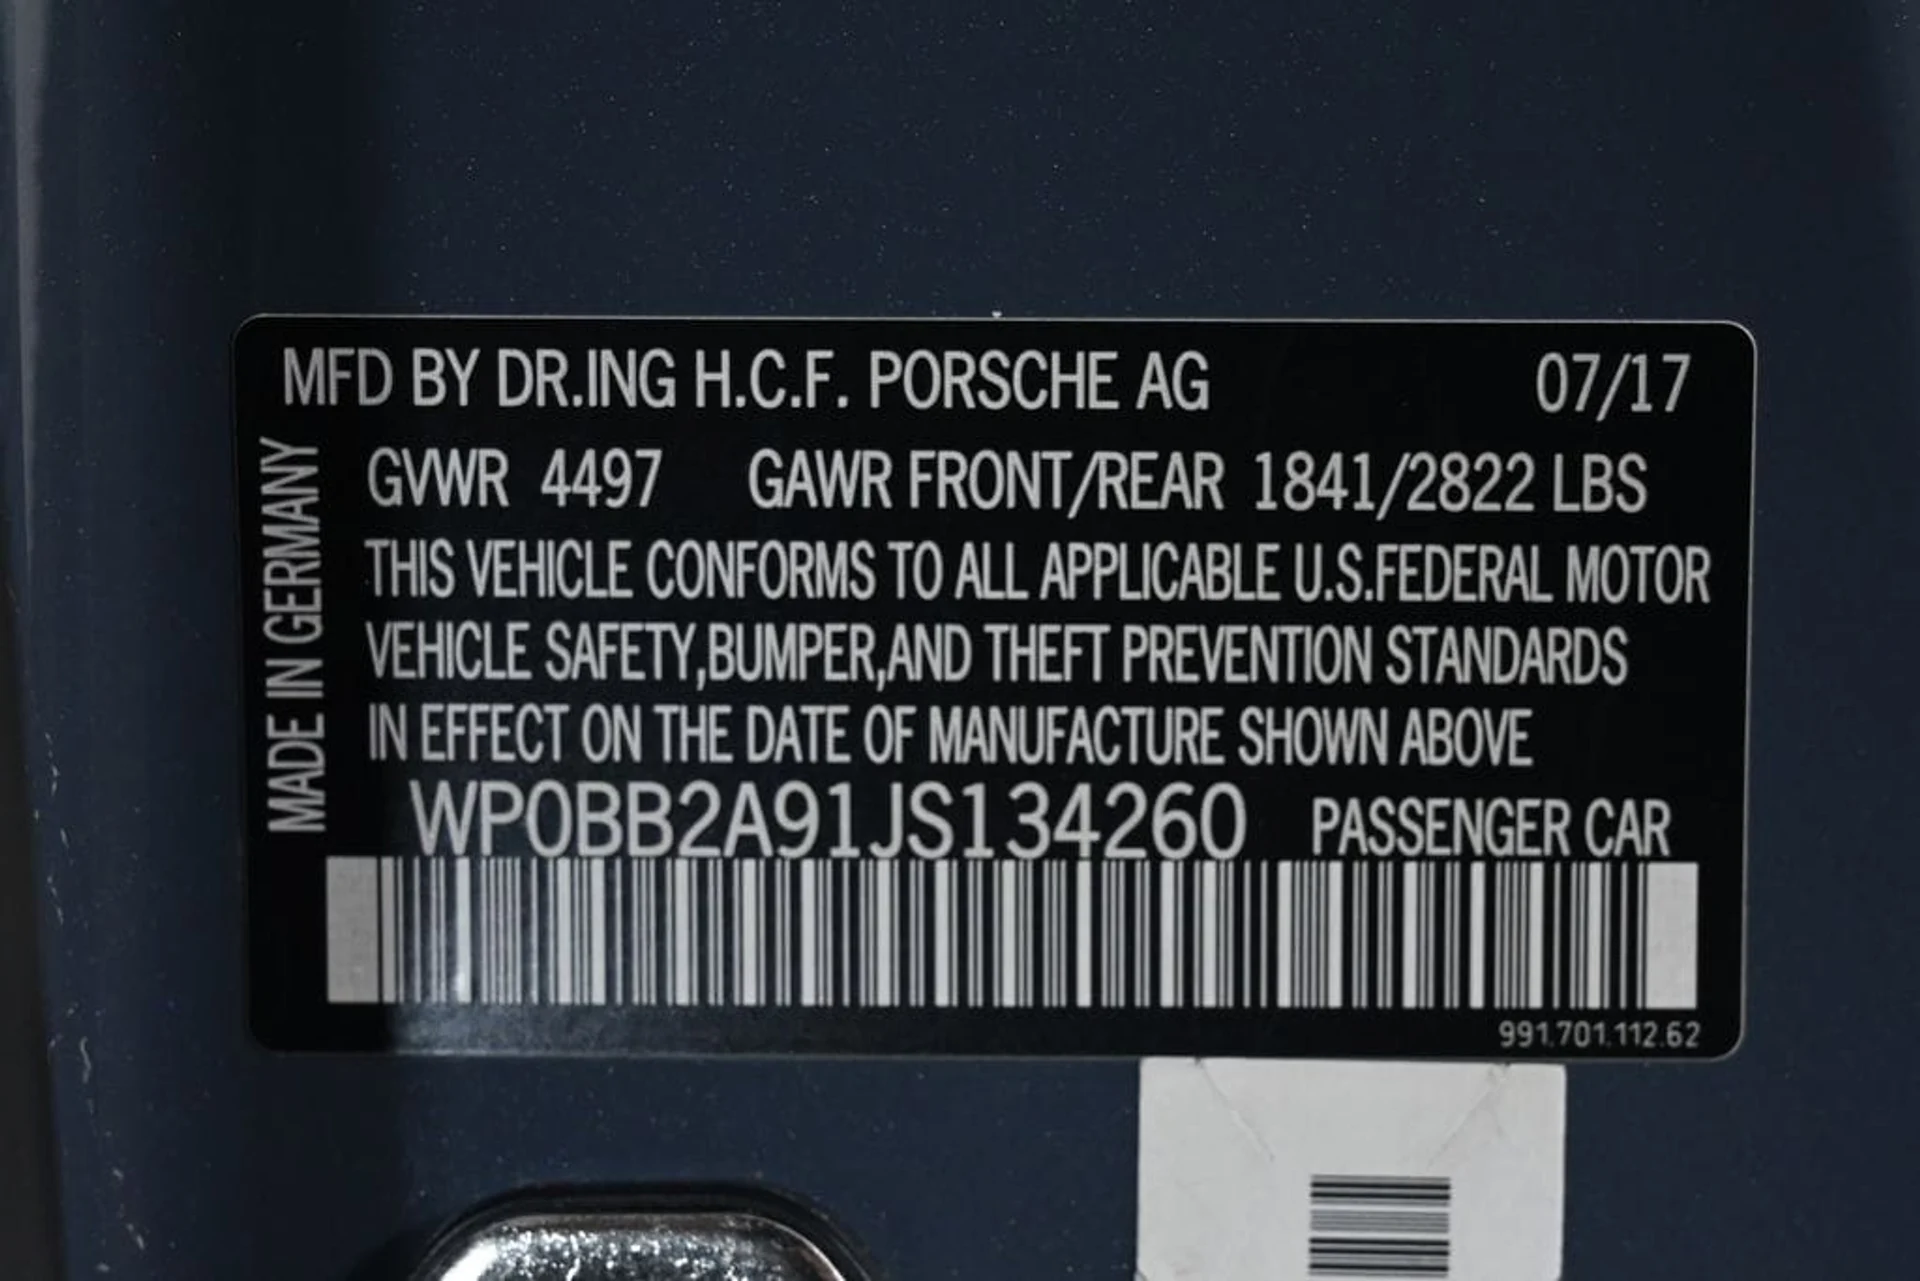 MFD BY DR.ING H.C.F. PORSCHE AG 07/17
MADE IN GERMANY
GVWR 4497 GAWR FRONT/REAR 1841/2822 LBS
THIS VEHICLE CONFORMS TO ALL APPLICABLE U.S.FEDERAL MOTOR
VEHICLE SAFETY,BUMPER,AND THEFT PREVENTION STANDARDS
IN EFFECT ON THE DATE OF MANUFACTURE SHOWN ABOVE
WP0BB2A91JS134260 PASSENGER CAR
991.701.112.62